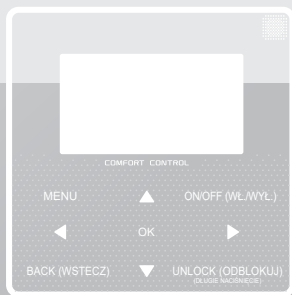 COMFORT CONTROL
MENU
ON/OFF (WŁ./WYŁ.)
OK
BACK (WSTECZ)
UNLOCK (ODBLOKUJ)
(DŁUGIE NACIŚNIĘCIE)